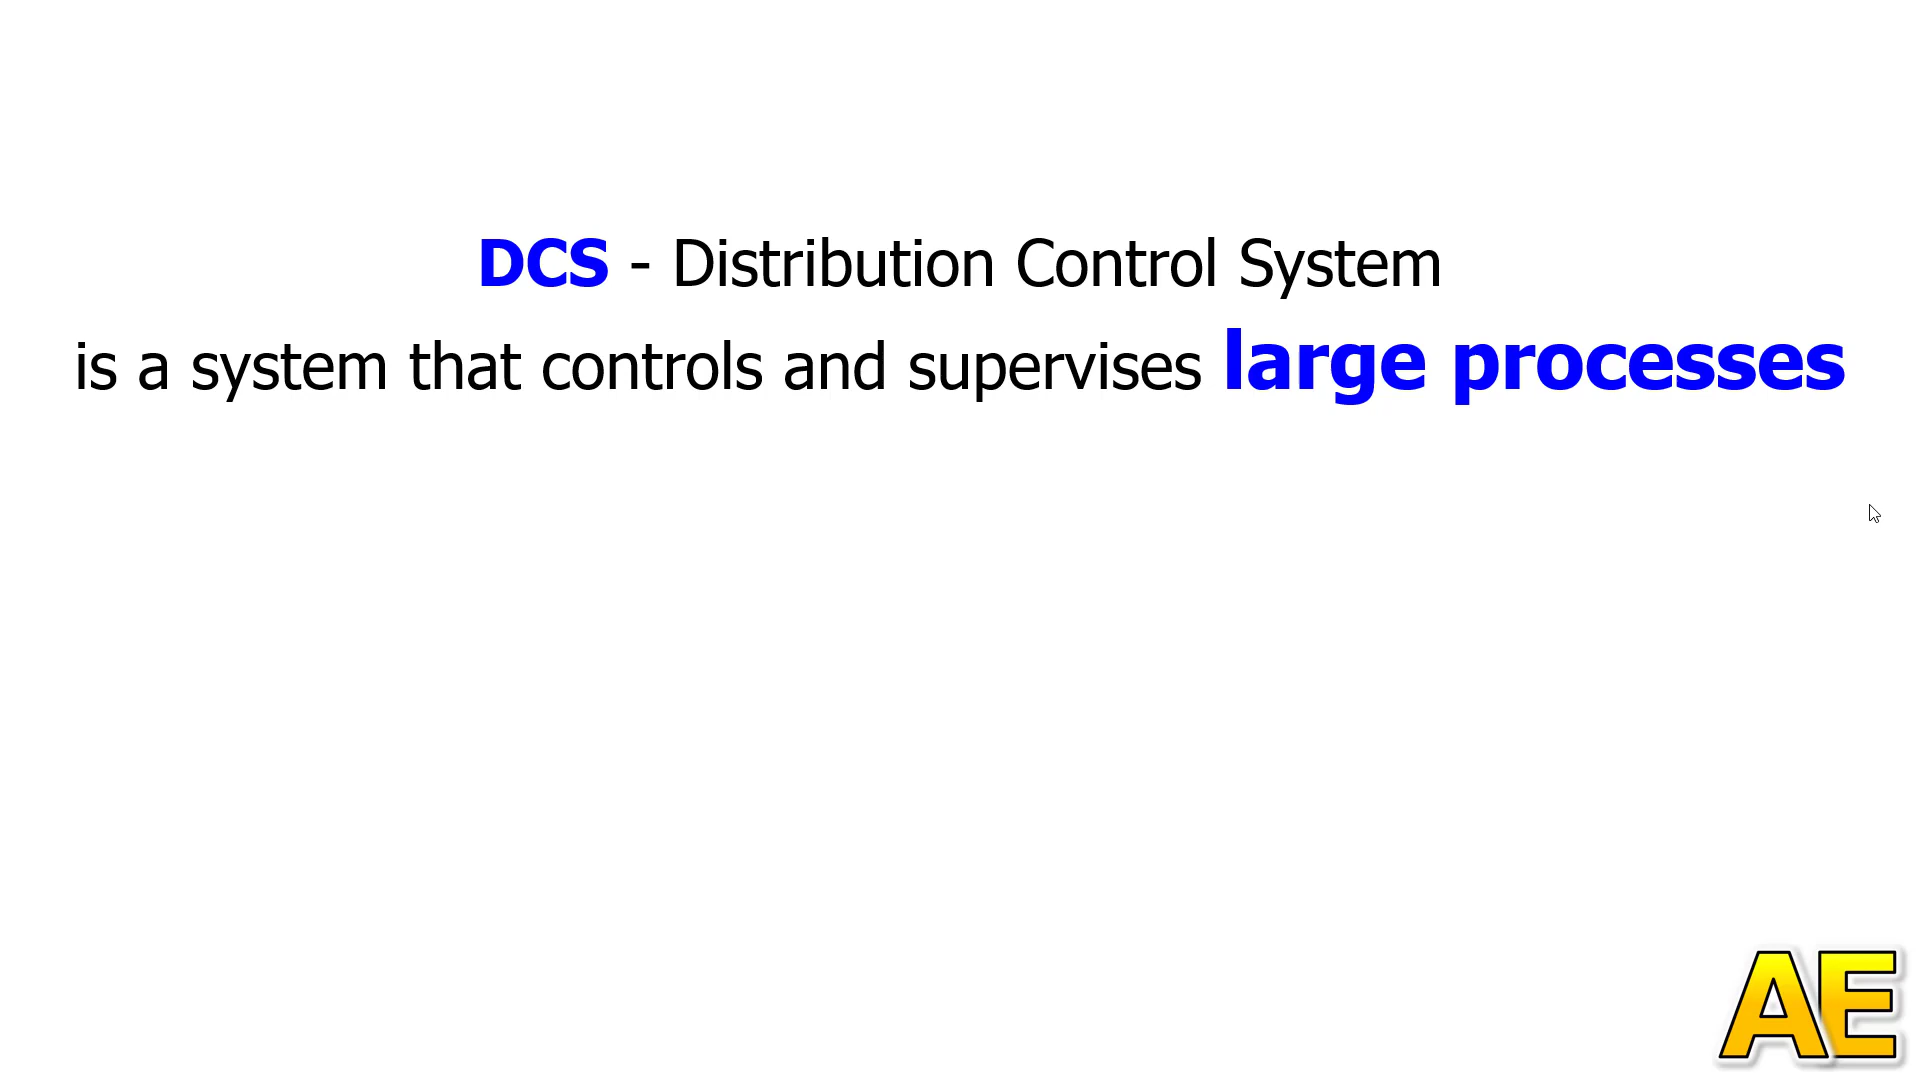 DCS - Distribution Control System
is a system that controls and supervises large processes
AE